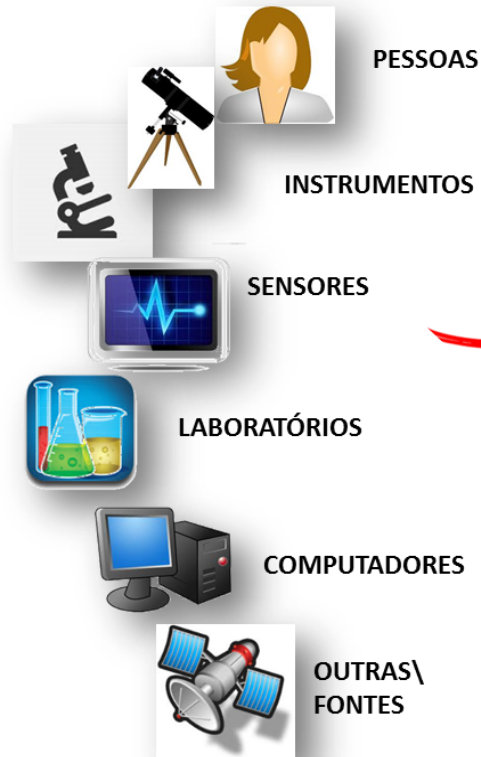 PESSOAS
INSTRUMENTOS
SENSORES
LABORATÓRIOS
COMPUTADORES
OUTRAS\
FONTES